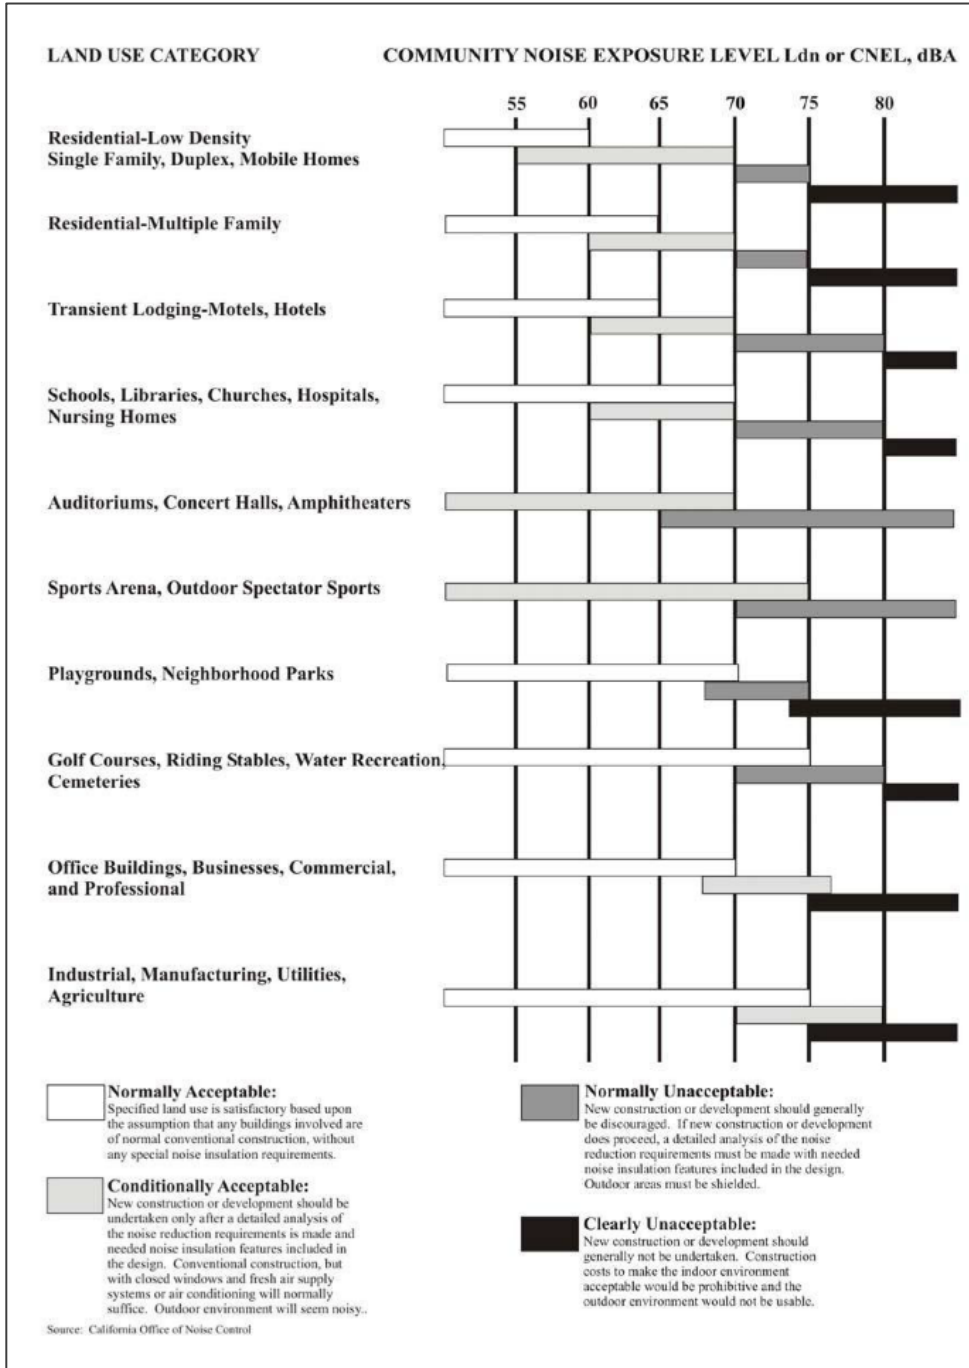 LAND USE CATEGORY COMMUNITY NOISE EXPOSURE LEVEL Ldn or CNEL, dBA
55 60 65 70 75 80
Residential-Low Density
Single Family, Duplex, Mobile Homes
Residential-Multiple Family
Transient Lodging-Motels, Hotels
Schools, Libraries, Churches, Hospitals,
Nursing Homes
Auditoriums, Concert Halls, Amphitheaters
Sports Arena, Outdoor Spectator Sports
Playgrounds, Neighborhood Parks
Golf Courses, Riding Stables, Water Recreation,
Cemeteries
Office Buildings, Businesses, Commercial,
and Professional
Industrial, Manufacturing, Utilities,
Agriculture
Normally Acceptable:
Specified land use is satisfactory based upon
the assumption that any buildings involved are
of normal conventional construction, without
any special noise insulation requirements.
Conditionally Acceptable:
New construction or development should be
undertaken only after a detailed analysis of
the noise reduction requirements is made and
needed noise insulation features included in
the design. Conventional construction, but
with closed windows and fresh air supply
systems or air conditioning will normally
suffice. Outdoor environment will seem noisy..
Normally Unacceptable:
New construction or development should generally
be discouraged. If new construction or development
does proceed, a detailed analysis of the noise
reduction requirements must be made with needed
noise insulation features included in the design.
Outdoor areas must be shielded.
Clearly Unacceptable:
New construction or development should
generally not be undertaken. Construction
costs to make the indoor environment
acceptable would be prohibitive and the
outdoor environment would not be usable.
Source: California Office of Noise Control